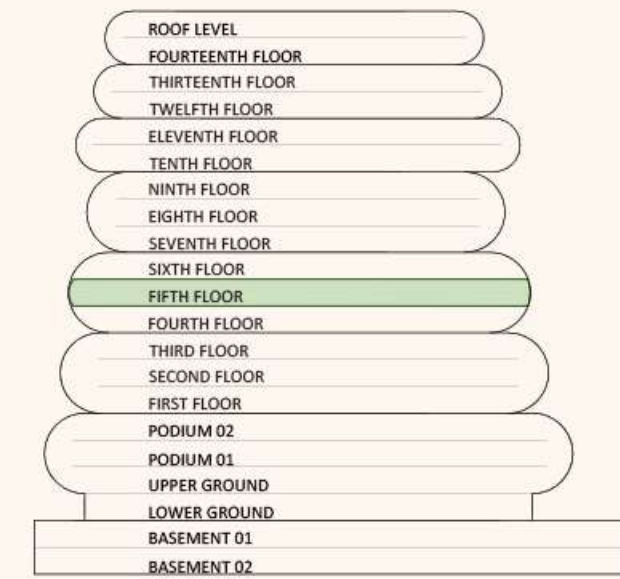 ROOF LEVEL
FOURTEENTH FLOOR
THIRTEENTH FLOOR
TWELFTH FLOOR
ELEVENTH FLOOR
TENTH FLOOR
NINTH FLOOR
EIGHTH FLOOR
SEVENTH FLOOR
SIXTH FLOOR
FIFTH FLOOR
FOURTH FLOOR
THIRD FLOOR
SECOND FLOOR
FIRST FLOOR
PODIUM 02
PODIUM 01
UPPER GROUND
LOWER GROUND
BASEMENT 01
BASEMENT 02